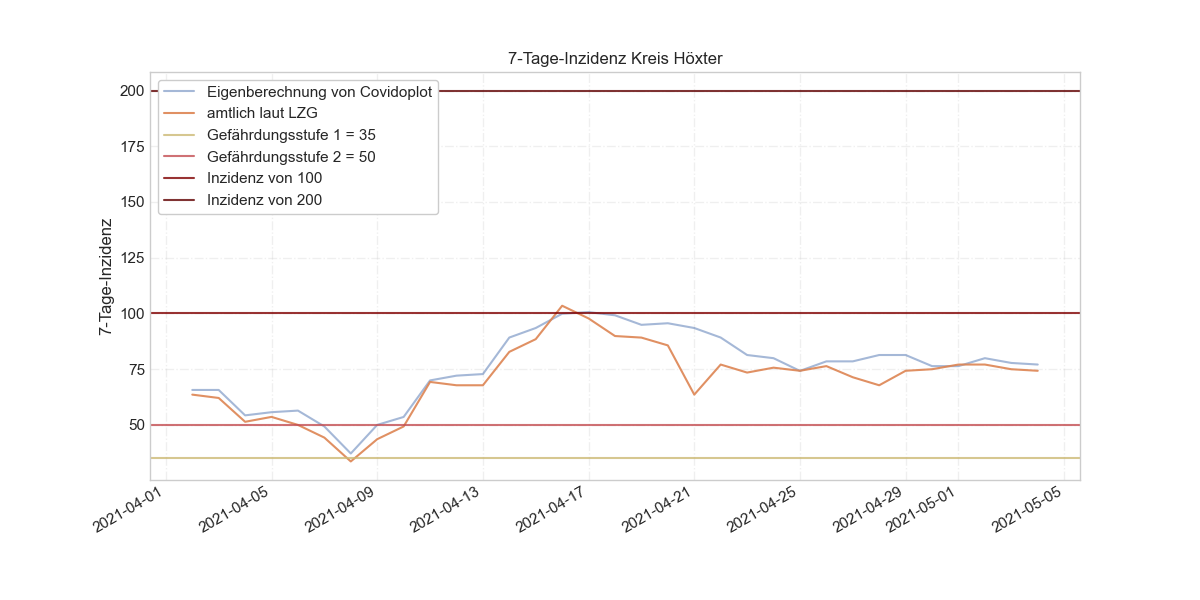 7-Tage-Inzidenz Kreis Höxter
Eigenberechnung von Covidoplot
amtlich laut LZG
Gefährdungsstufe 1 = 35
Gefährdungsstufe 2 = 50
Inzidenz von 100
Inzidenz von 200
7-Tage-Inzidenz
200
175
150
125
100
75
50
2021-04-01
2021-04-05
2021-04-09
2021-04-13
2021-04-17
2021-04-21
2021-04-25
2021-04-29
2021-05-01
2021-05-05